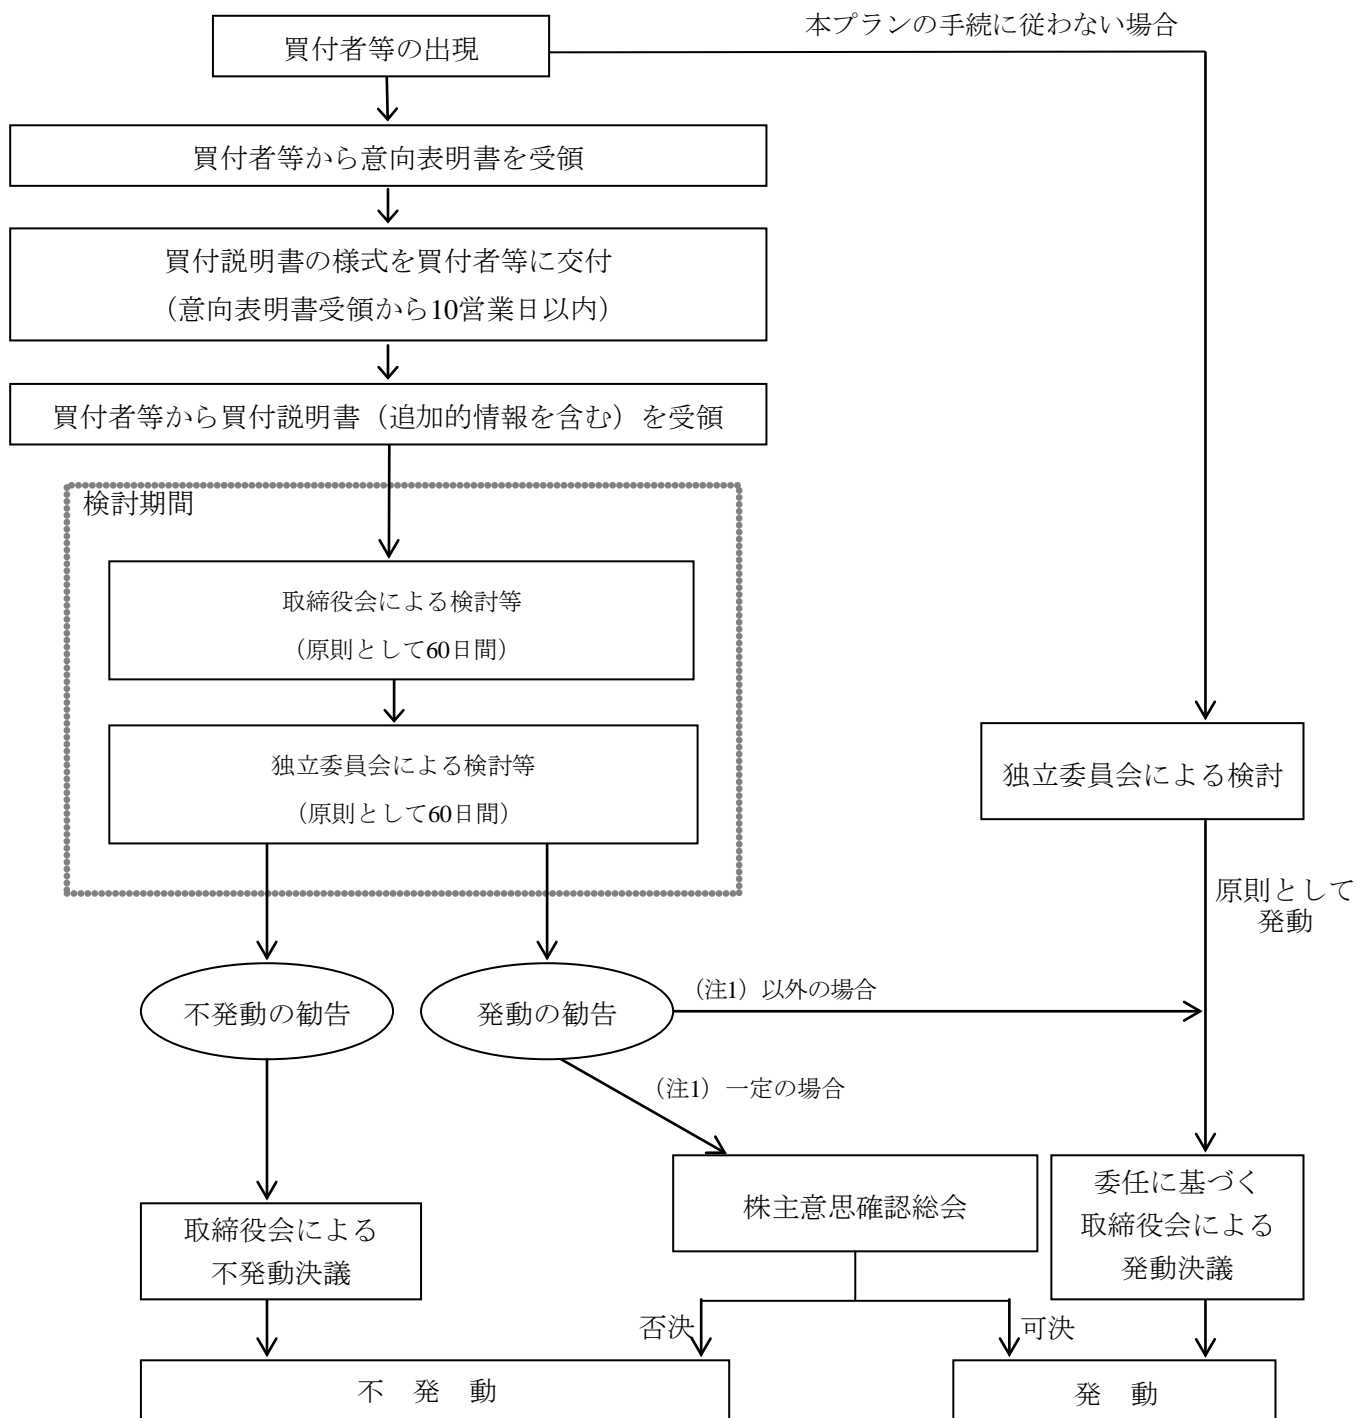 本プランの手続に従わない場合
買付者等の出現
買付者等から意向表明書を受領
買付説明書の様式を買付者等に交付
（意向表明書受領から10営業日以内）
買付者等から買付説明書（追加的情報を含む）を受領
検討期間
取締役会による検討等
（原則として60日間）
独立委員会による検討等
（原則として60日間）
独立委員会による検討
原則として
発動
不発動の勧告
発動の勧告
（注1）以外の場合
（注1）一定の場合
株主意思確認総会
委任に基づく
取締役会による
発動決議
取締役会による
不発動決議
否決
可決
不　発　動
発　動